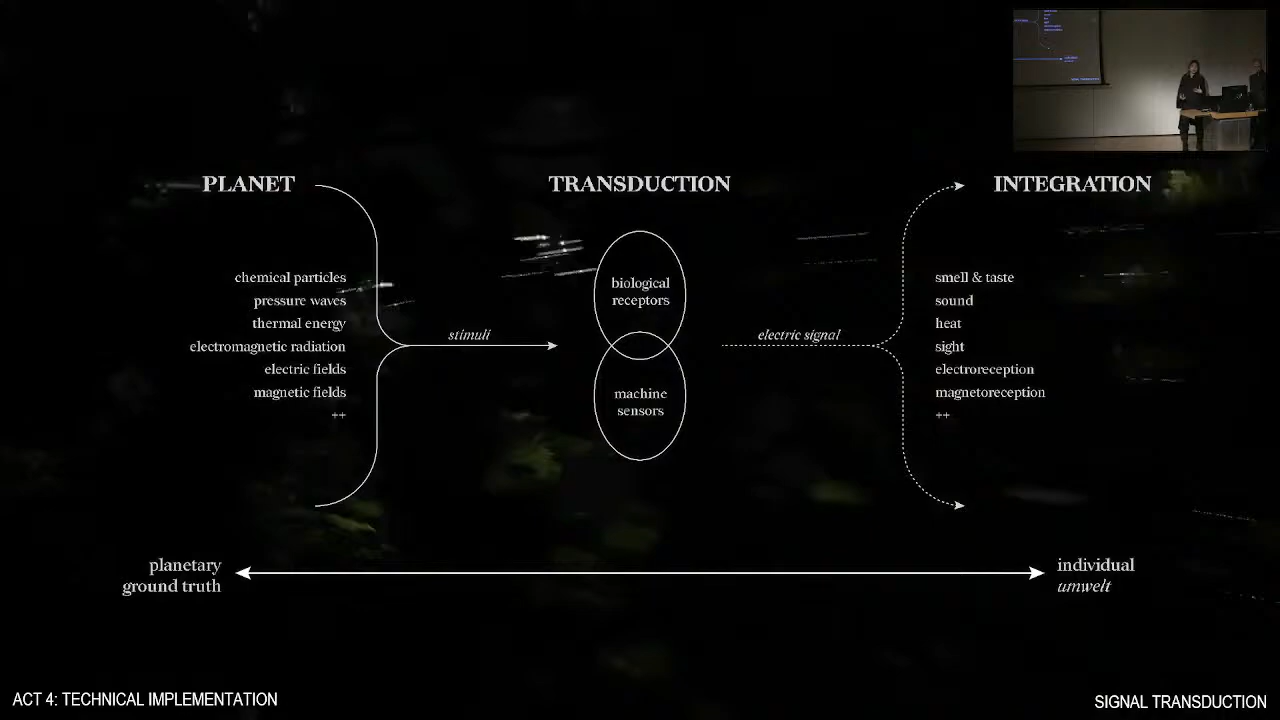 PLANET
chemical particles
pressure waves
thermal energy
electromagnetic radiation
electric fields
magnetic fields
++
stimuli
TRANSDUCTION
biological
receptors
machine
sensors
electric signal
INTEGRATION
smell & taste
sound
heat
sight
electroreception
magnetoreception
++
planetary
ground truth
individual
umwelt
ACT 4: TECHNICAL IMPLEMENTATION
SIGNAL TRANSDUCTION